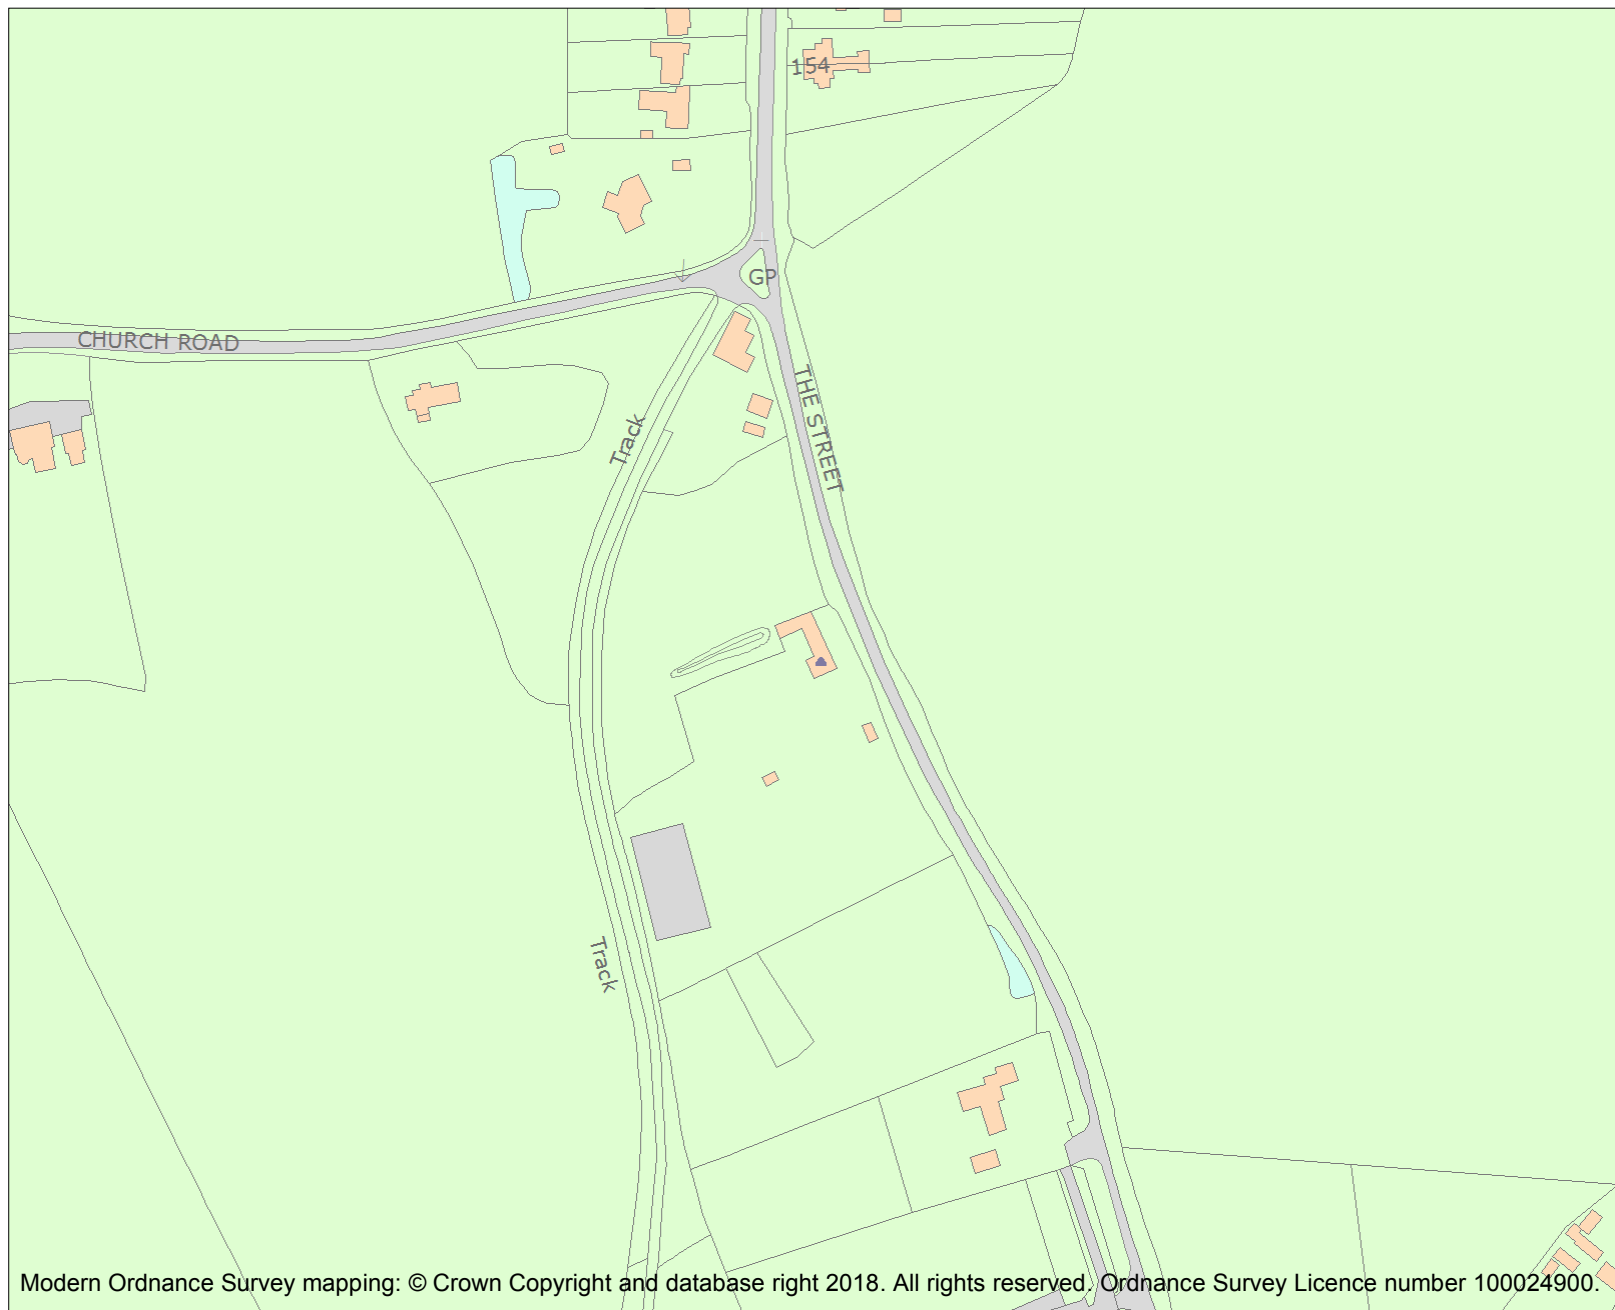 154
GP
CHURCH ROAD
THE STREET
Track
Track
Modern Ordnance Survey mapping: © Crown Copyright and database right 2018. All rights reserved. Ordnance Survey Licence number 100024900.